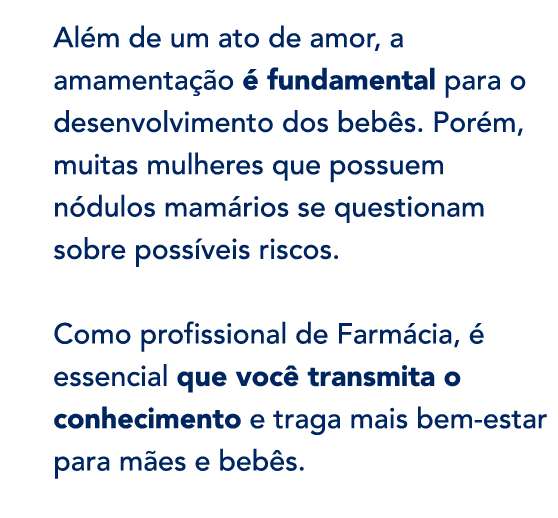 Além de um ato de amor, a
amamentação é fundamental para o
desenvolvimento dos bebês. Porém,
muitas mulheres que possuem
nódulos mamários se questionam
sobre possíveis riscos.
Como profissional de Farmácia, é
essencial que você transmita o
conhecimento e traga mais bem-estar
para mães e bebês.